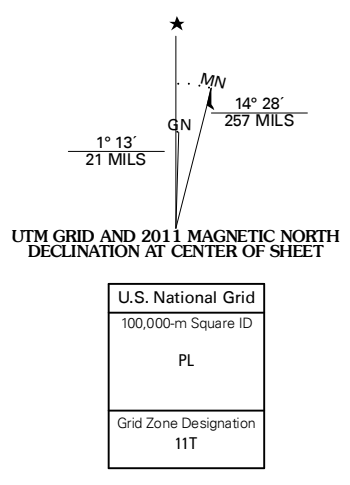 ★
MN
GN
14° 28´
257 MILS
1° 13´
21 MILS
UTM GRID AND 2011 MAGNETIC NORTH
DECLINATION AT CENTER OF SHEET
U.S. National Grid
100,000-m Square ID
PL
Grid Zone Designation
11T